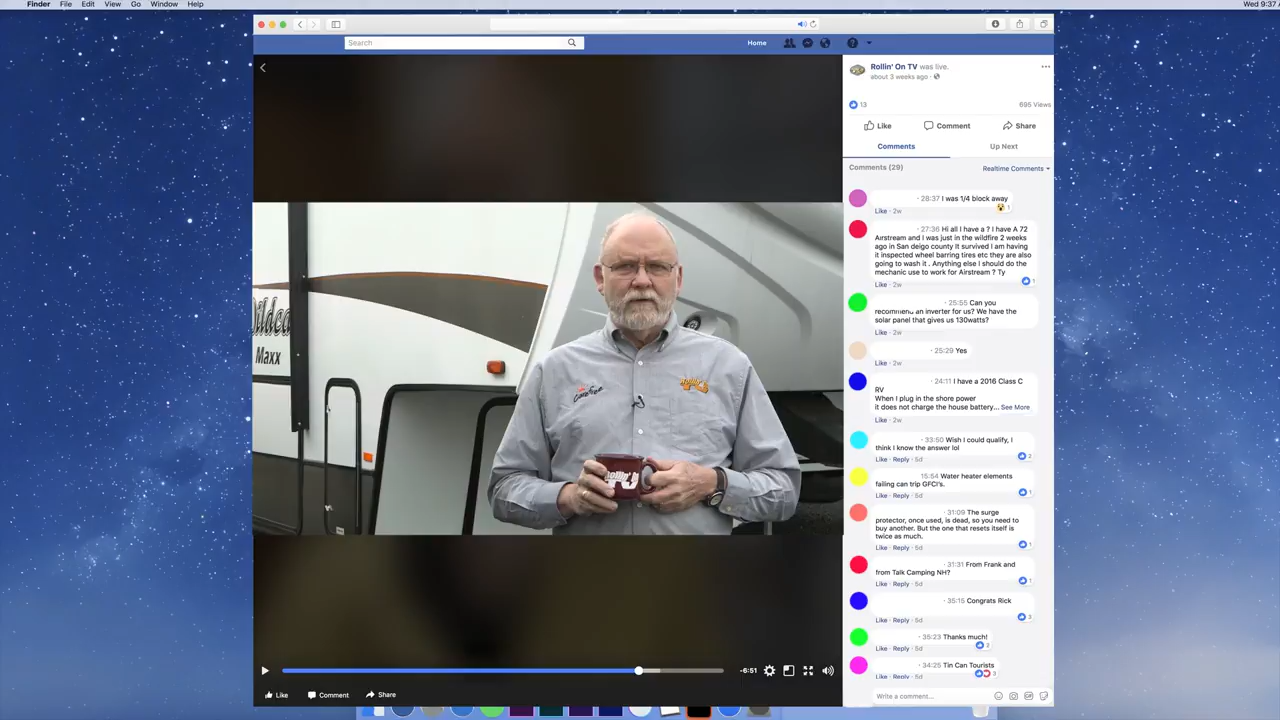 Finder File Edit View Go Window Help
Wed 9:37
Search
Home
Rollin' On TV was live.
about 3 weeks ago
13
695 Views
Like Comment Share
Comments Up Next
Comments (29)
Realtime Comments
28:37 I was 1/4 block away
1
Like · 2w
27:36 Hi all I have a ? I have A 72
Airstream and I was just in the wildfire 2 weeks
ago in San deigo county It survived I am having
it inspected wheel barring tires etc they are also
going to wash it . Anything else I should do the
mechanic use to work for Airstream ? Ty
1
Like · 2w
25:55 Can you
recommend an inverter for us? We have the
solar panel that gives us 130watts?
Like · 2w
25:29 Yes
Like · 2w
24:11 I have a 2016 Class C
RV
When I plug in the shore power
it does not charge the house battery... See More
Like · 2w
33:50 Wish I could qualify, I
think I know the answer lol
2
Like · Reply · 5d
15:54 Water heater elements
failing can trip GFCI's.
1
Like · Reply · 5d
31:09 The surge
protector, once used, is dead, so you need to
buy another. But the one that resets itself is
twice as much.
1
Like · Reply · 5d
31:31 From Frank and
from Talk Camping NH?
1
Like · Reply · 5d
35:15 Congrats Rick
3
Like · Reply · 5d
35:23 Thanks much!
Like · Reply · 5d
34:25 Tin Can Tourists
3
Like · Reply · 5d
Write a comment...
Wildcat
Maxx
Carefree
-6:51
Like Comment Share